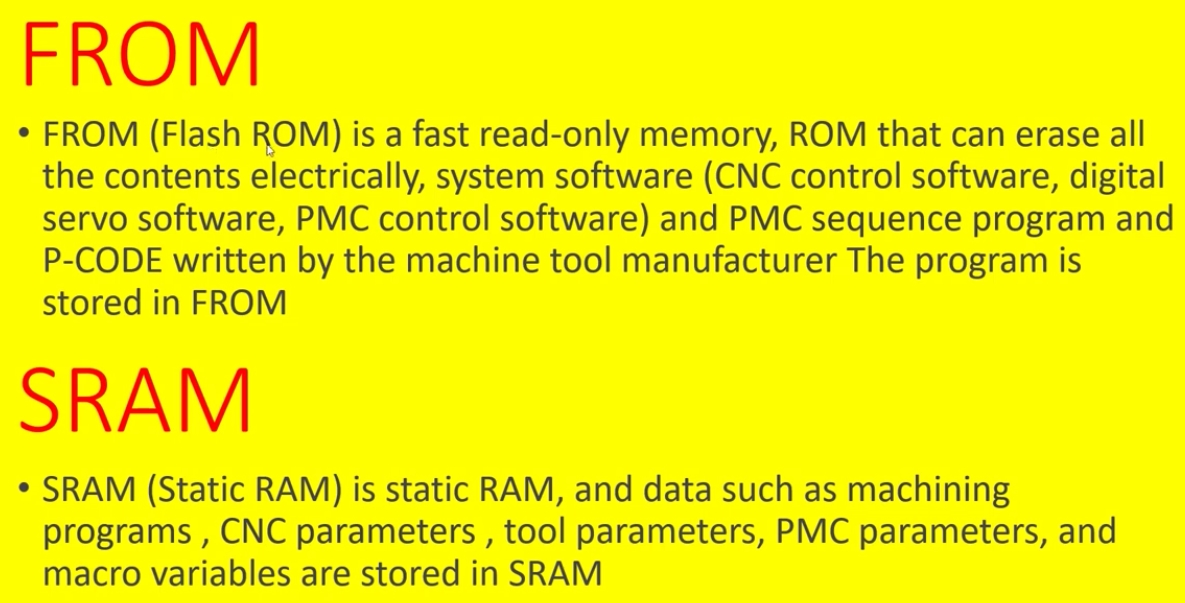 FROM
• FROM (Flash ROM) is a fast read-only memory, ROM that can erase all
the contents electrically, system software (CNC control software, digital
servo software, PMC control software) and PMC sequence program and
P-CODE written by the machine tool manufacturer The program is
stored in FROM
SRAM
• SRAM (Static RAM) is static RAM, and data such as machining
programs , CNC parameters , tool parameters, PMC parameters, and
macro variables are stored in SRAM